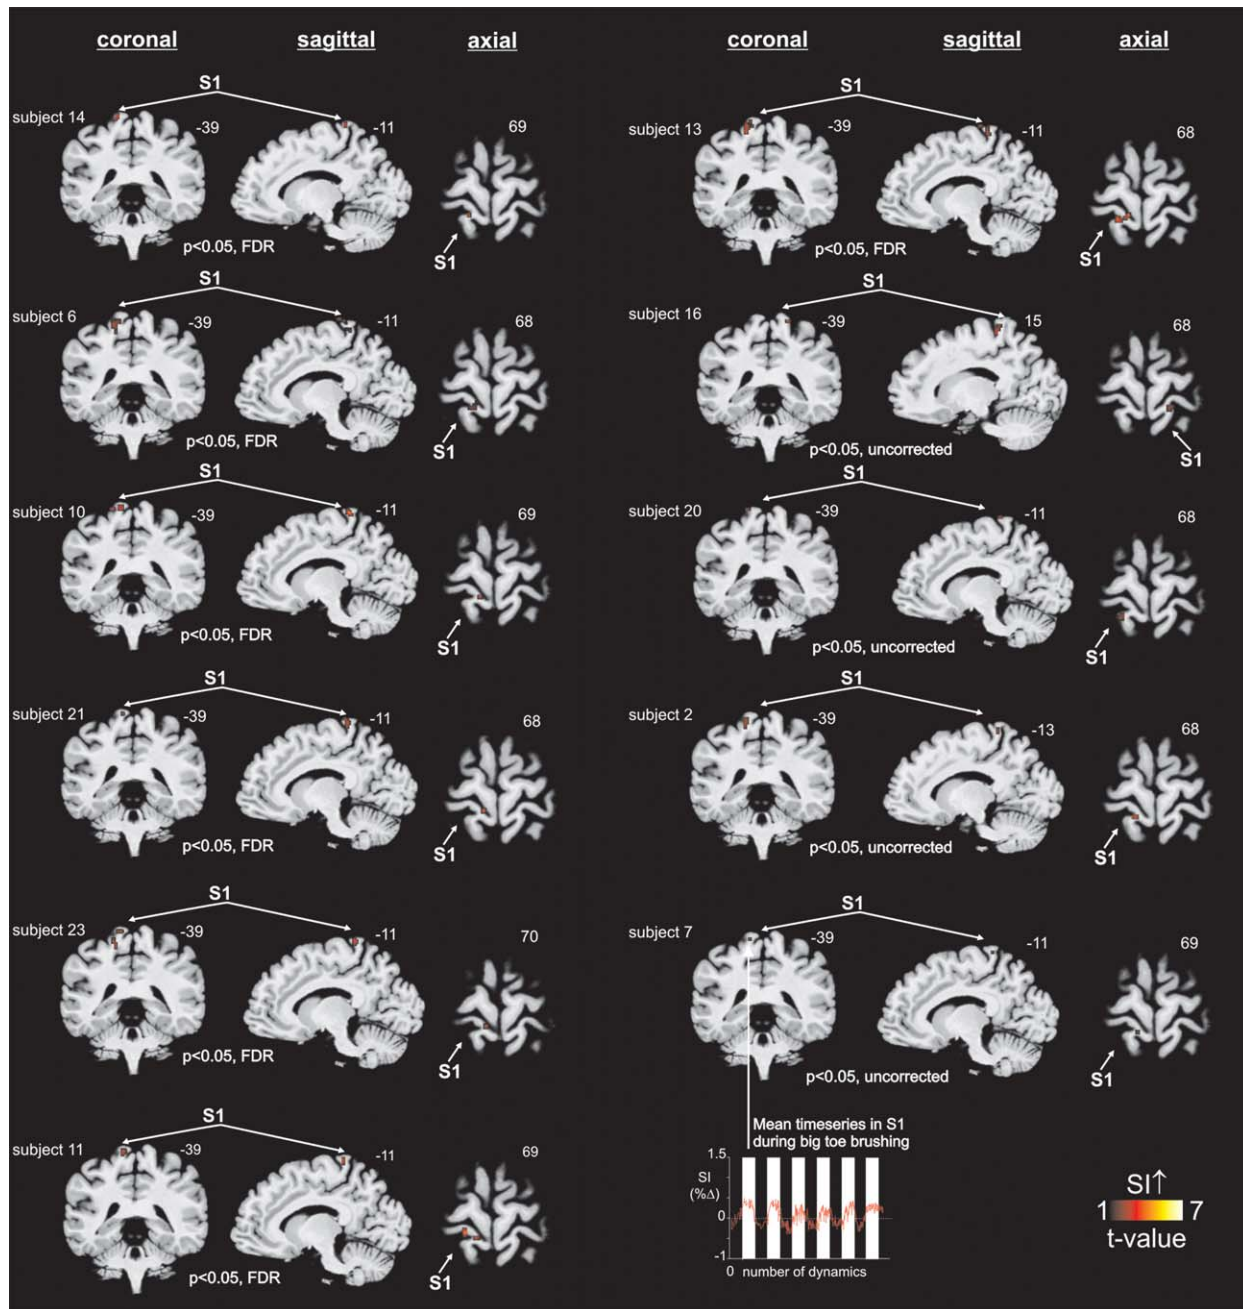 coronal sagittal axial
S1
subject 14 -39 -11 69
p<0.05, FDR
S1
S1
subject 6 -39 -11 68
p<0.05, FDR
S1
S1
subject 10 -39 -11 69
p<0.05, FDR
S1
S1
subject 21 -39 -11 68
p<0.05, FDR
S1
S1
subject 23 -39 -11 70
p<0.05, FDR
S1
S1
subject 11 -39 -11 69
p<0.05, FDR
S1
coronal sagittal axial
S1
subject 13 -39 -11 68
p<0.05, FDR
S1
S1
subject 16 -39 15 68
p<0.05, uncorrected
S1
S1
subject 20 -39 -11 68
p<0.05, uncorrected
S1
S1
subject 2 -39 -13 68
p<0.05, uncorrected
S1
S1
subject 7 -39 -11 69
p<0.05, uncorrected
S1
Mean timeseries in S1
during big toe brushing
1.5
SI
(%Δ)
0
-1
0 number of dynamics
SI↑
1 7
t-value